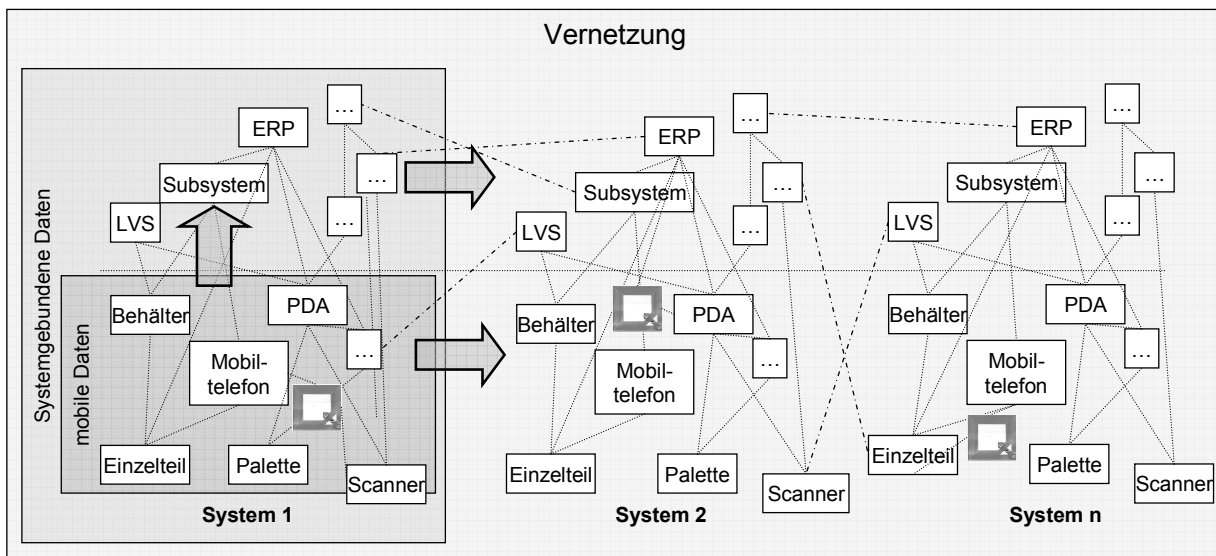 Vernetzung
Systemgebundene Daten
mobile Daten
...
ERP
...
Subsystem
LVS
...
Behälter
PDA
...
Mobil-
telefon
Einzelteil
Palette
Scanner
System 1
...
ERP
...
Subsystem
LVS
...
Behälter
PDA
...
Mobil-
telefon
Einzelteil
Palette
Scanner
System 2
...
ERP
...
Subsystem
LVS
...
Behälter
PDA
...
Mobil-
telefon
Einzelteil
Palette
Scanner
System n